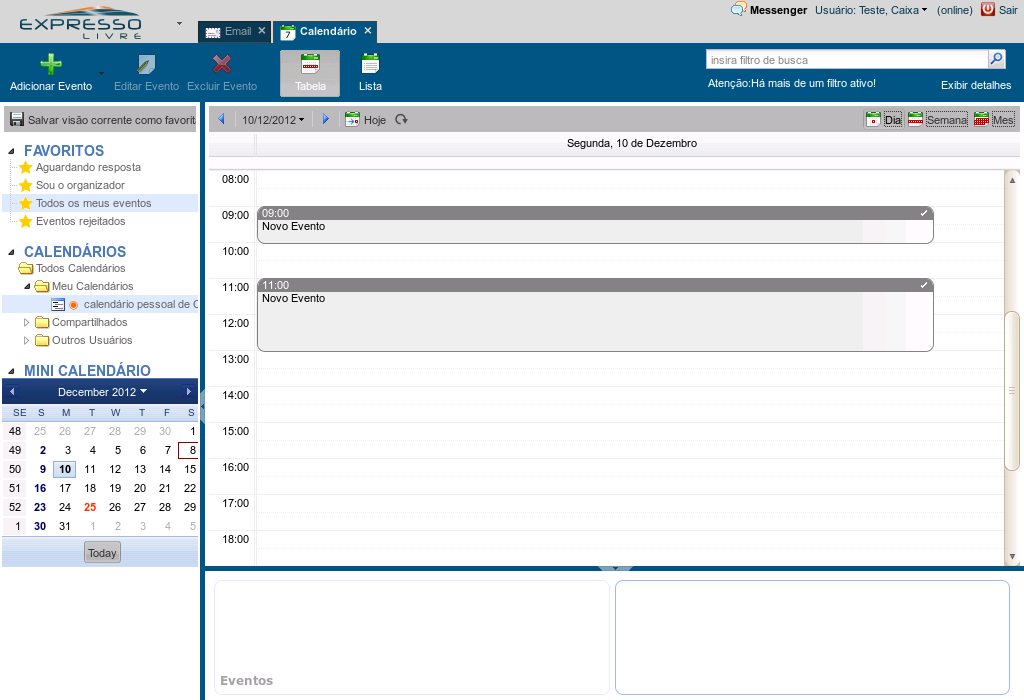 EXPRESSO
LIVRE
Email
Calendário
Messenger
Usuário: Teste, Caixa
(online)
Sair
Adicionar Evento
Editar Evento
Excluir Evento
Tabela
Lista
insira filtro de busca
Atenção:Há mais de um filtro ativo!
Exibir detalhes
Salvar visão corrente como favorit
10/12/2012
Hoje
Dia
Semana
Mes
FAVORITOS
Aguardando resposta
Sou o organizador
Todos os meus eventos
Eventos rejeitados
CALENDÁRIOS
Todos Calendários
Meu Calendários
calendário pessoal de C
Compartilhados
Outros Usuários
MINI CALENDÁRIO
December 2012
SE S M T W T F S
48 25 26 27 28 29 30 1
49 2 3 4 5 6 7 8
50 9 10 11 12 13 14 15
51 16 17 18 19 20 21 22
52 23 24 25 26 27 28 29
1 30 31 1 2 3 4 5
Today
Segunda, 10 de Dezembro
08:00
09:00
09:00
Novo Evento
10:00
11:00
11:00
Novo Evento
12:00
13:00
14:00
15:00
16:00
17:00
18:00
Eventos